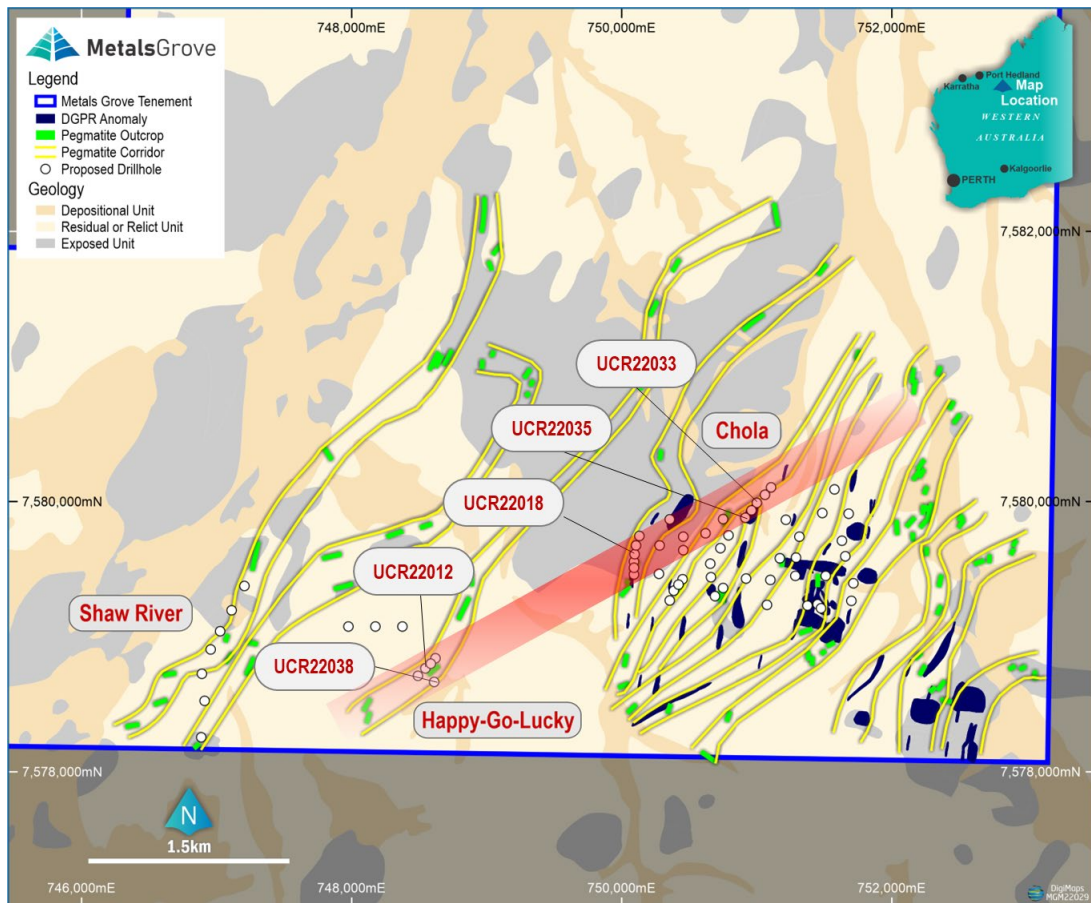 748,000mE
750,000mE
752,000mE
MetalsGrove
Legend
Metals Grove Tenement
DGPR Anomaly
Pegmatite Outcrop
Pegmatite Corridor
Proposed Drillhole
Geology
Depositional Unit
Residual or Relict Unit
Exposed Unit
Port Hedland
Karratha
Map
Location
WESTERN
AUSTRALIA
Kalgoorlie
PERTH
7,582,000mN
UCR22033
UCR22035
Chola
7,580,000mN
7,580,000mN
UCR22018
UCR22012
Shaw River
UCR22038
Happy-Go-Lucky
7,578,000mN
7,578,000mN
N
1.5km
746,000mE
748,000mE
750,000mE
752,000mE
DigiMaps
MGM22029